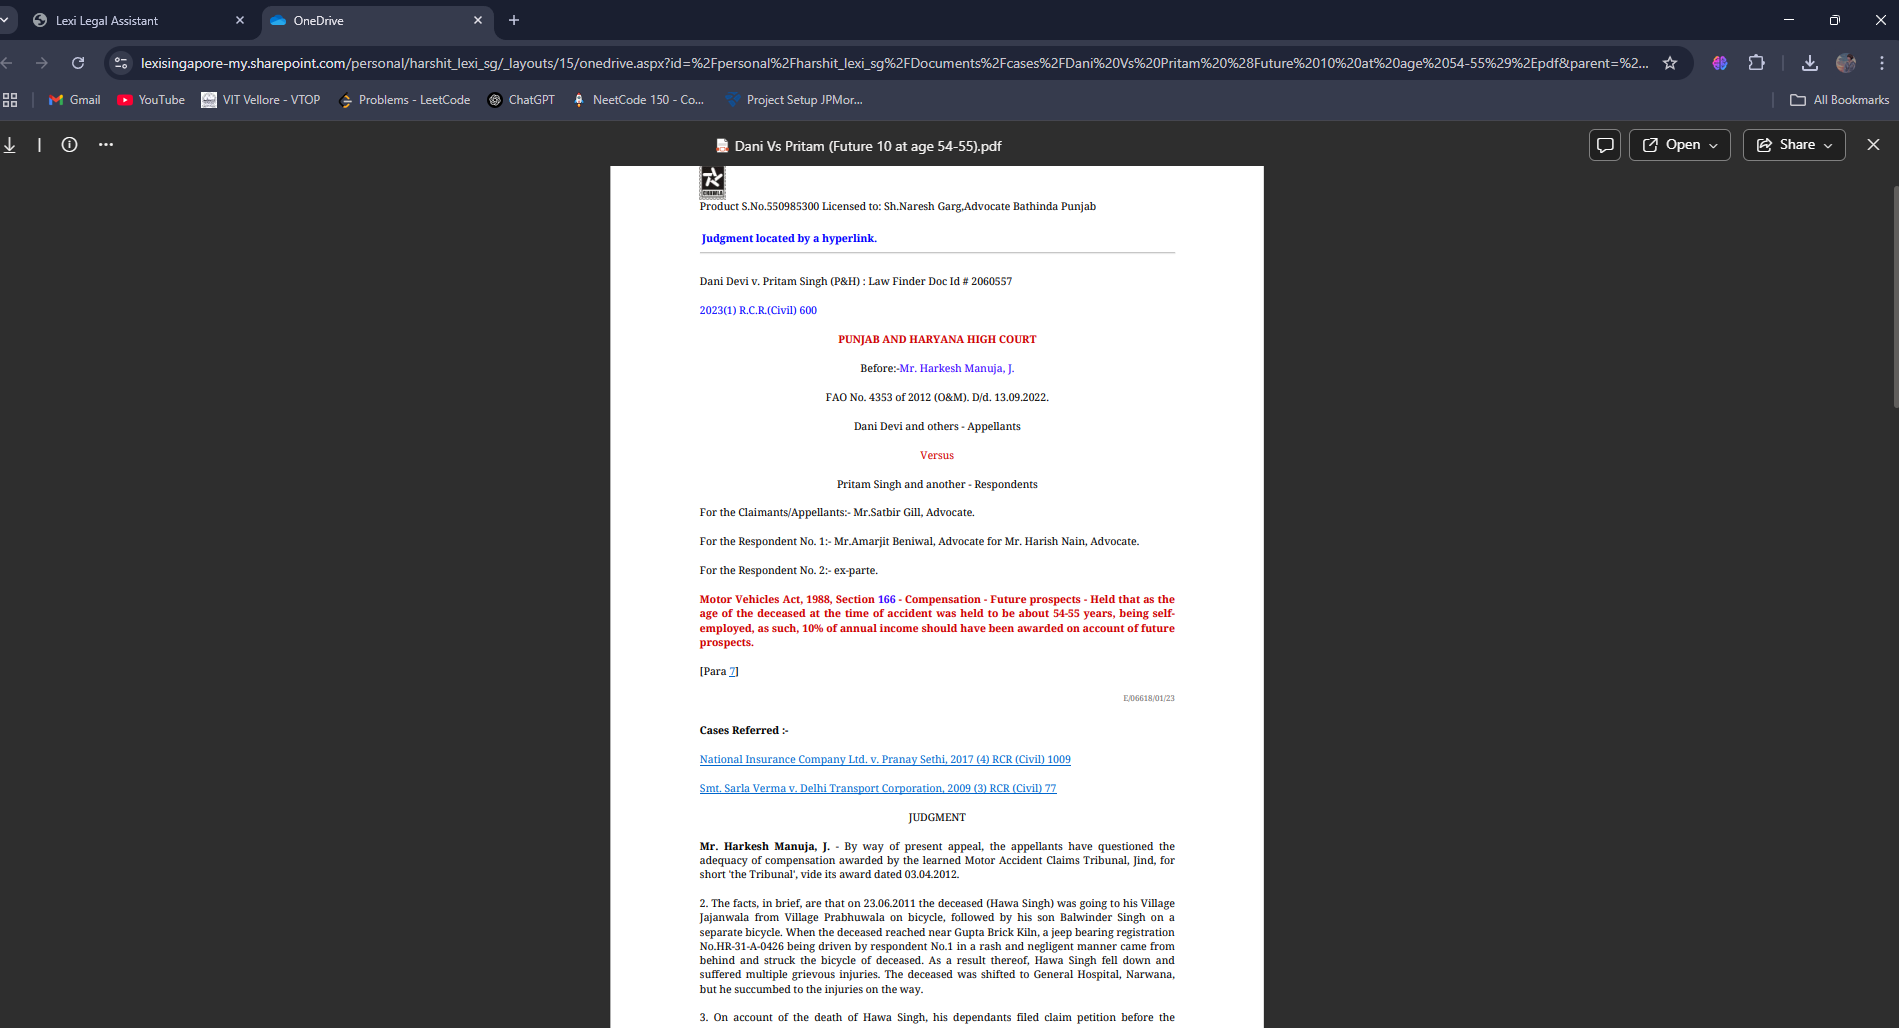 Lexi Legal Assistant
OneDrive
lexisingapore-my.sharepoint.com/personal/harshit_lexi_sg/_layouts/15/onedrive.aspx?id=%2Fpersonal%2Fharshit_lexi_sg%2FDocuments%2Fcases%2FDani%20Vs%20Pritam%20%28Future%2010%20at%20age%2054-55%29%2Epdf&parent=%2...
Gmail
YouTube
VIT Vellore - VTOP
Problems - LeetCode
ChatGPT
NeetCode 150 - Co...
Project Setup JPMor...
All Bookmarks
Dani Vs Pritam (Future 10 at age 54-55).pdf
Open
Share
CHAWLA
Product S.No.550985300 Licensed to: Sh.Naresh Garg,Advocate Bathinda Punjab
Judgment located by a hyperlink.
Dani Devi v. Pritam Singh (P&H) : Law Finder Doc Id # 2060557
2023(1) R.C.R.(Civil) 600
PUNJAB AND HARYANA HIGH COURT
Before:-Mr. Harkesh Manuja, J.
FAO No. 4353 of 2012 (O&M). D/d. 13.09.2022.
Dani Devi and others - Appellants
Versus
Pritam Singh and another - Respondents
For the Claimants/Appellants:- Mr.Satbir Gill, Advocate.
For the Respondent No. 1:- Mr.Amarjit Beniwal, Advocate for Mr. Harish Nain, Advocate.
For the Respondent No. 2:- ex-parte.
Motor Vehicles Act, 1988, Section 166 - Compensation - Future prospects - Held that as the
age of the deceased at the time of accident was held to be about 54-55 years, being self-
employed, as such, 10% of annual income should have been awarded on account of future
prospects.
[Para 7]
E/06618/01/23
Cases Referred :-
National Insurance Company Ltd. v. Pranay Sethi, 2017 (4) RCR (Civil) 1009
Smt. Sarla Verma v. Delhi Transport Corporation, 2009 (3) RCR (Civil) 77
JUDGMENT
Mr. Harkesh Manuja, J. - By way of present appeal, the appellants have questioned the
adequacy of compensation awarded by the learned Motor Accident Claims Tribunal, Jind, for
short 'the Tribunal', vide its award dated 03.04.2012.
2. The facts, in brief, are that on 23.06.2011 the deceased (Hawa Singh) was going to his Village
Jajanwala from Village Prabhuwala on bicycle, followed by his son Balwinder Singh on a
separate bicycle. When the deceased reached near Gupta Brick Kiln, a jeep bearing registration
No.HR-31-A-0426 being driven by respondent No.1 in a rash and negligent manner came from
behind and struck the bicycle of deceased. As a result thereof, Hawa Singh fell down and
suffered multiple grievous injuries. The deceased was shifted to General Hospital, Narwana,
but he succumbed to the injuries on the way.
3. On account of the death of Hawa Singh, his dependants filed claim petition before the